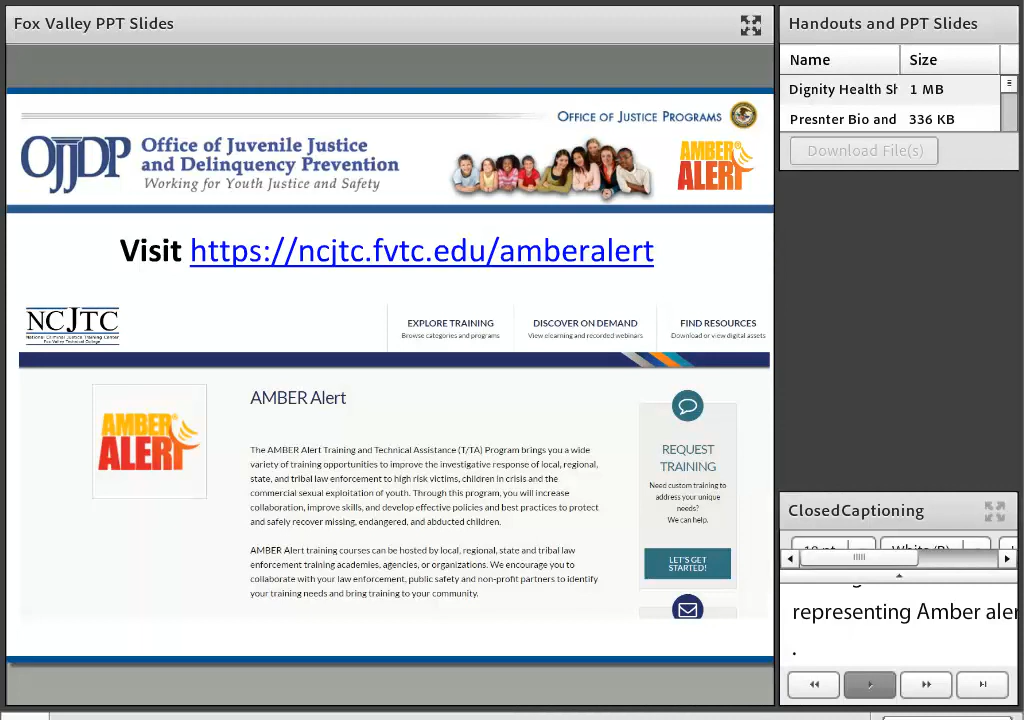 Fox Valley PPT Slides
OFFICE OF JUSTICE PROGRAMS
OJJDP
Office of Juvenile Justice
and Delinquency Prevention
Working for Youth Justice and Safety
AMBER
ALERT
Visit https://ncjtc.fvtc.edu/amberalert
NCJTC
National Criminal Justice Training Center
Fox Valley Technical College
EXPLORE TRAINING
Browse categories and programs
DISCOVER ON DEMAND
View elearning and recorded webinars
FIND RESOURCES
Download or view digital assets
AMBER
ALERT
AMBER Alert
The AMBER Alert Training and Technical Assistance (T/TA) Program brings you a wide
variety of training opportunities to improve the investigative response of local, regional,
state, and tribal law enforcement to high risk victims, children in crisis and the
commercial sexual exploitation of youth. Through this program, you will increase
collaboration, improve skills, and develop effective policies and best practices to protect
and safely recover missing, endangered, and abducted children.
AMBER Alert training courses can be hosted by local, regional, state and tribal law
enforcement training academies, agencies, or organizations. We encourage you to
collaborate with your law enforcement, public safety and non-profit partners to identify
your training needs and bring training to your community.
REQUEST
TRAINING
Need custom training to
address your unique
needs?
We can help.
LET'S GET
STARTED!
Handouts and PPT Slides
Name Size
Dignity Health Sh 1 MB
Presnter Bio and 336 KB
Download File(s)
ClosedCaptioning
representing Amber aler
.